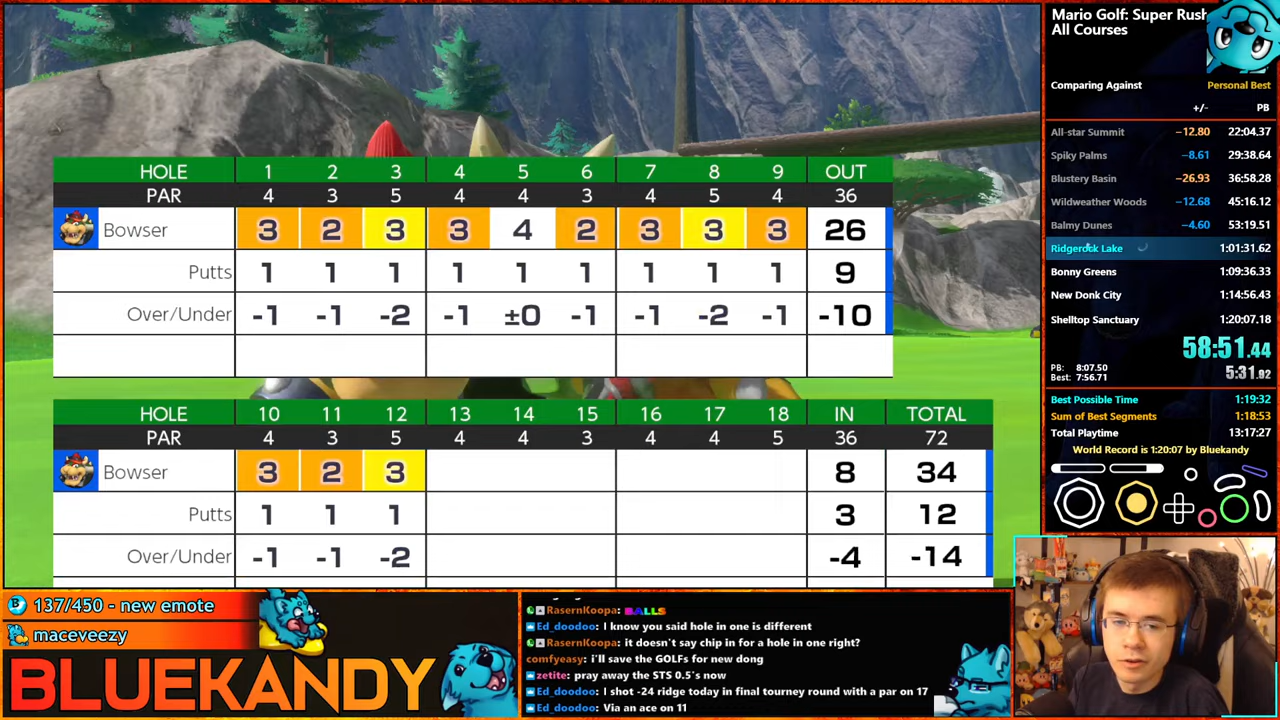 HOLE 1 2 3 4 5 6 7 8 9 OUT
PAR 4 3 5 4 4 3 4 5 4 36
Bowser 3 2 3 3 4 2 3 3 3 26
Putts 1 1 1 1 1 1 1 1 1 9
Over/Under -1 -1 -2 -1 ±0 -1 -1 -2 -1 -10
HOLE 10 11 12 13 14 15 16 17 18 IN TOTAL
PAR 4 3 5 4 4 3 4 4 5 36 72
Bowser 3 2 3 8 34
Putts 1 1 1 3 12
Over/Under -1 -1 -2 -4 -14
137/450 - new emote
maceveezy
BLUEKANDY
RasernKoopa: BALLS
Ed_doodoo: I know you said hole in one is different
RasernKoopa: it doesn't say chip in for a hole in one right?
comfyeasy: i'll save the GOLFs for new dong
zetite: pray away the STS 0.5's now
Ed_doodoo: I shot -24 ridge today in final tourney round with a par on 17
Ed_doodoo: Via an ace on 11
Mario Golf: Super Rush
All Courses
Comparing Against Personal Best
+/- PB
All-star Summit −12.80 22:04.37
Spiky Palms −8.61 29:38.64
Blustery Basin −26.93 36:58.28
Wildweather Woods −12.68 45:16.12
Balmy Dunes −4.60 53:19.51
Ridgerock Lake 1:01:31.62
Bonny Greens 1:09:36.43
New Donk City 1:14:56.43
Shelltop Sanctuary 1:20:07.18
58:51.44
PB: 8:07.50
Best: 7:56.71
5:31.92
Best Possible Time 1:19:32
Sum of Best Segments 1:18:53
Total Playtime 13:17:27
World Record is 1:20:07 by Bluekandy